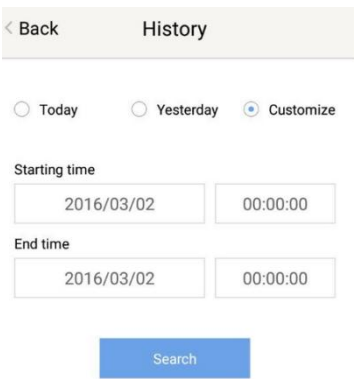 < Back History
Today Yesterday Customize
Starting time
2016/03/02 00:00:00
End time
2016/03/02 00:00:00
Search